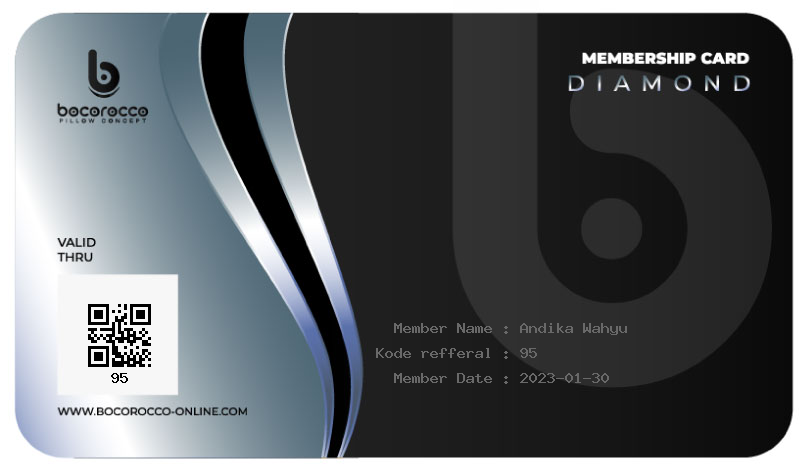 bocorocco
PILLOW CONCEPT
MEMBERSHIP CARD
DIAMOND
VALID
THRU
95
WWW.BOCOROCCO-ONLINE.COM
Member Name : Andika Wahyu
Kode refferal : 95
Member Date : 2023-01-30